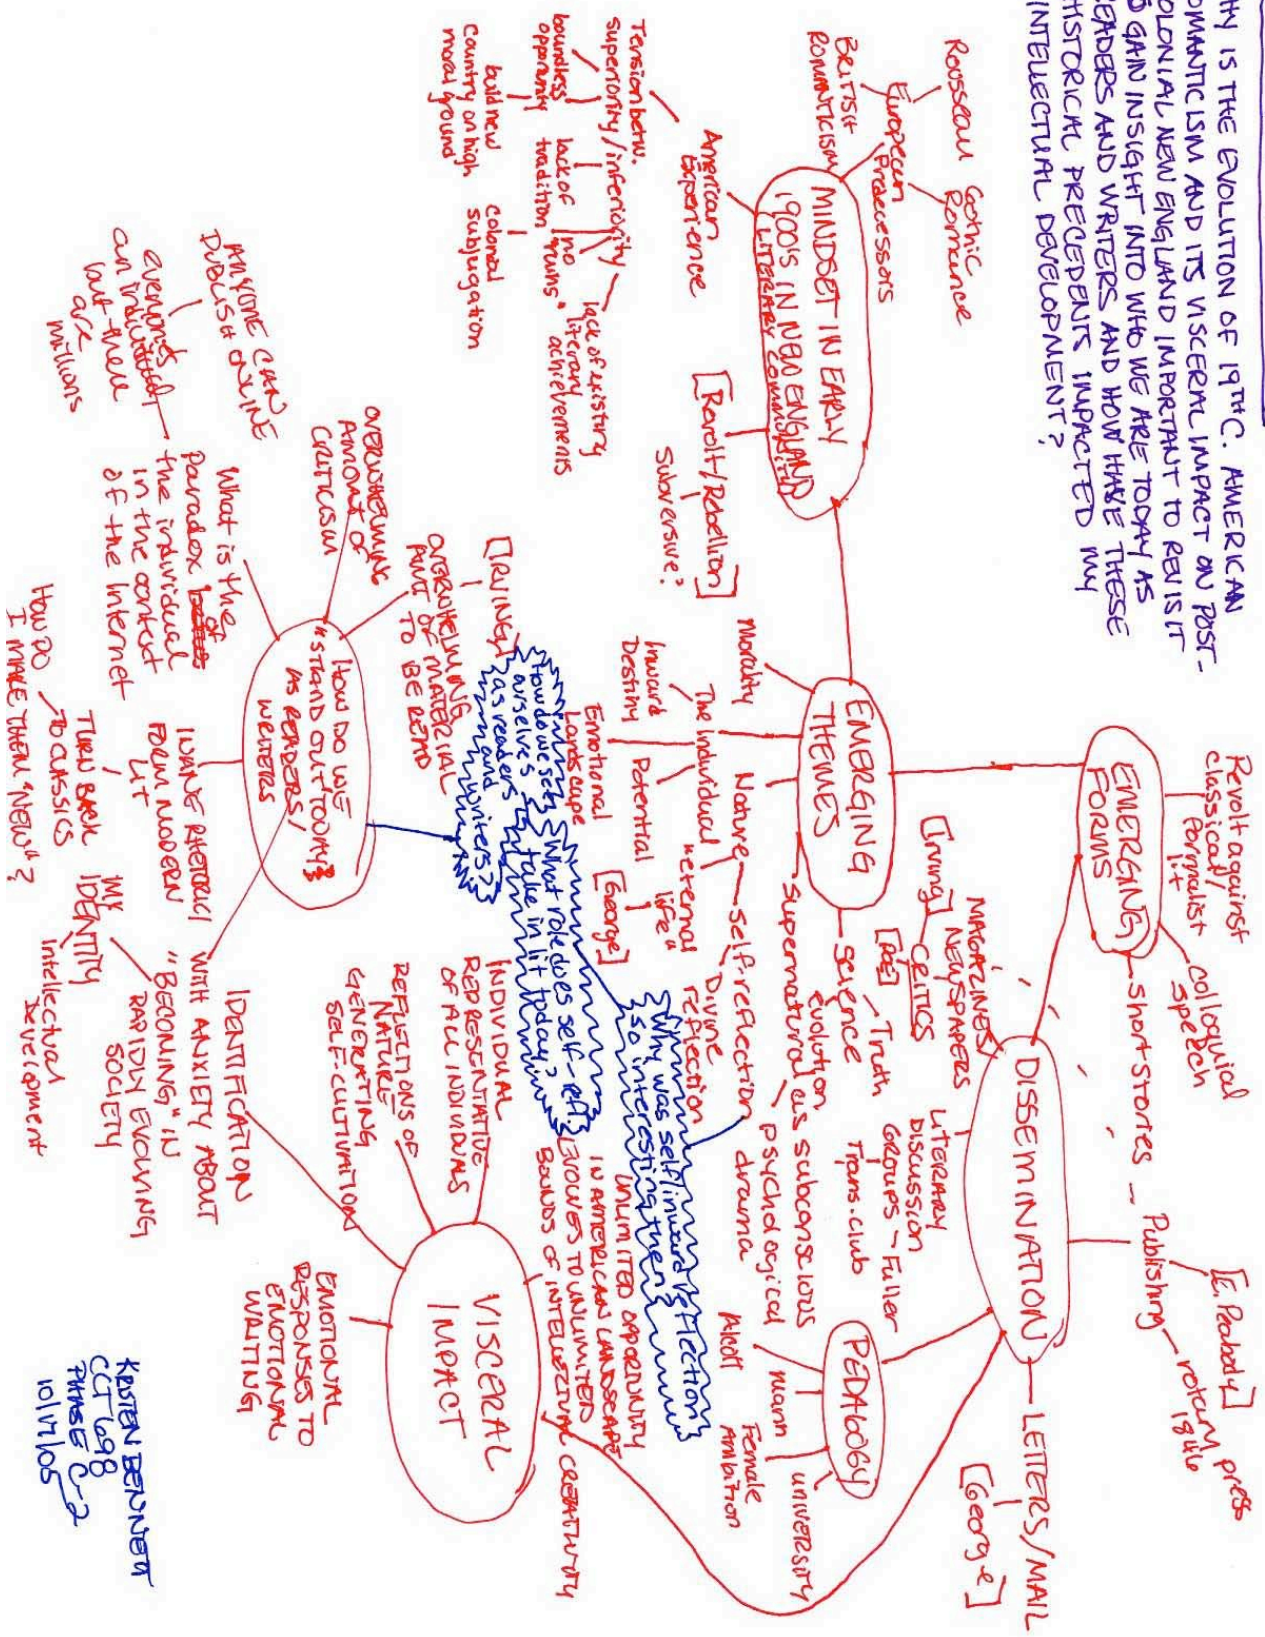 HY IS THE EVOLUTION OF 19TH C. AMERICAN
OMANTICISM AND ITS VISCERAL IMPACT ON POST-
OLONIAL NEW ENGLAND IMPORTANT TO REVISIT
O GAIN INSIGHT INTO WHO WE ARE TODAY AS
EADERS AND WRITERS AND HOW HAVE THESE
HISTORICAL PRECEDENTS IMPACTED MY
INTELLECTUAL DEVELOPMENT?
Rousseau
Gothic
Romance
European
Predecessors
BRITISH
ROMANTICISM
MINDSET IN EARLY
1900'S IN NEW ENGLAND
LITERARY COMMUNITY
American
Experience
[Revolt/Rebellion]
Subversive?
Tension betw.
superiority/inferiority
boundless
opportunity
lack of
tradition
no
"ruins"
lack of existing
literary
achievements
build new
country on high
moral ground
colonial
subjugation
Revolt against
classical/
formalist
lit
colloquial
speech
EMERGING
FORMS
short stories
Publishing
[E. Peabody]
rotary press
EMERGING
THEMES
Morality
The Individual
Inward
Destiny
Potential
Emotional
Landscape
Nature
"eternal
life"
[George]
self-reflection
Divine
reflection
Supernatural as subconscious
psychological
drama
Science
Truth
evolution
DISSEMINATION
MAGAZINES/
NEWSPAPERS
CRITICS
[Irving]
[Poe]
LITERARY
DISCUSSION
GROUPS - Fuller
Trans. club
LETTERS/MAIL
[George]
PEDAGOGY
Alcott
Mann
UNIVERSITY
Female
Ambition
Why was self/inward reflection
so interesting then?
How do we see
ourselves
as readers
and
writers?
What role does self-refl.
take in lit today?
VISCERAL
IMPACT
UNLIMITED OPPORTUNITY
IN AMERICAN LANDSCAPE
EVOLVES TO UNLIMITED
BOUNDS OF INTELLECTUAL CREATIVITY
INDIVIDUAL
REPRESENTATIVE
OF ALL INDIVIDUALS
REFLECTIONS OF
NATURE
GENERATING
SELF-CULTIVATION
IDENTIFICATION
WITH ANXIETY ABOUT
"BECOMING" IN
RAPIDLY EVOLVING
SOCIETY
EMOTIONAL
RESPONSES TO
EMOTIONAL
WRITING
HOW DO WE
"STAND OUT" TODAY
AS READERS/
WRITERS
[IRVING]
OVERWHELMING
AMT OF MATERIAL
TO BE READ
OVERWHELMING
AMOUNT OF
CRITICISM
What is the
paradox of
the individual
in the context
of the Internet
ANYONE CAN
PUBLISH ONLINE
everyone's
an individual
but there
are
millions
INANE RHETORIC/
FORM MODERN
LIT
TURN BACK
TO CLASSICS
HOW DO
I MAKE THEM "NEW"?
MY
IDENTITY
Intellectual
Development
KRISTEN BENNETT
CCT 698
PHASE C-2
10/17/05